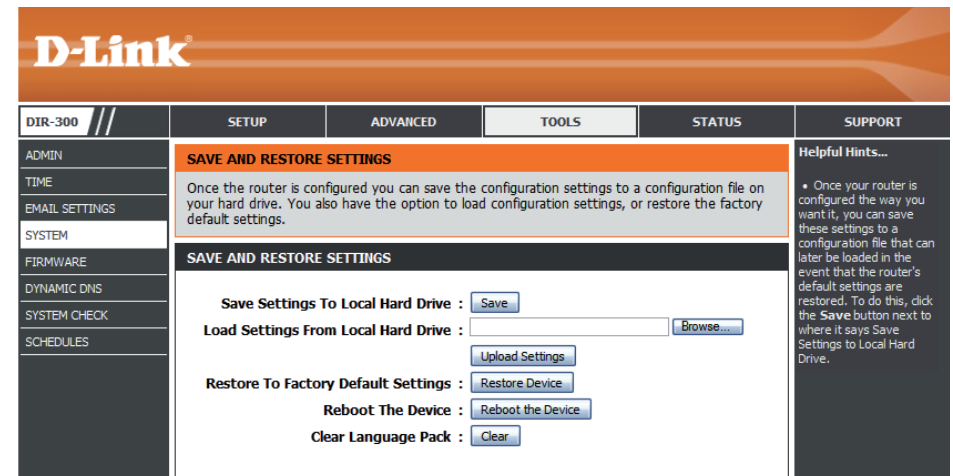 D-Link®
DIR-300
SETUP
ADVANCED
TOOLS
STATUS
SUPPORT
ADMIN
TIME
EMAIL SETTINGS
SYSTEM
FIRMWARE
DYNAMIC DNS
SYSTEM CHECK
SCHEDULES
SAVE AND RESTORE SETTINGS
Once the router is configured you can save the configuration settings to a configuration file on
your hard drive. You also have the option to load configuration settings, or restore the factory
default settings.
SAVE AND RESTORE SETTINGS
Save Settings To Local Hard Drive : Save
Load Settings From Local Hard Drive : Browse...
Upload Settings
Restore To Factory Default Settings : Restore Device
Reboot The Device : Reboot the Device
Clear Language Pack : Clear
Helpful Hints...
• Once your router is
configured the way you
want it, you can save
these settings to a
configuration file that can
later be loaded in the
event that the router's
default settings are
restored. To do this, click
the Save button next to
where it says Save
Settings to Local Hard
Drive.